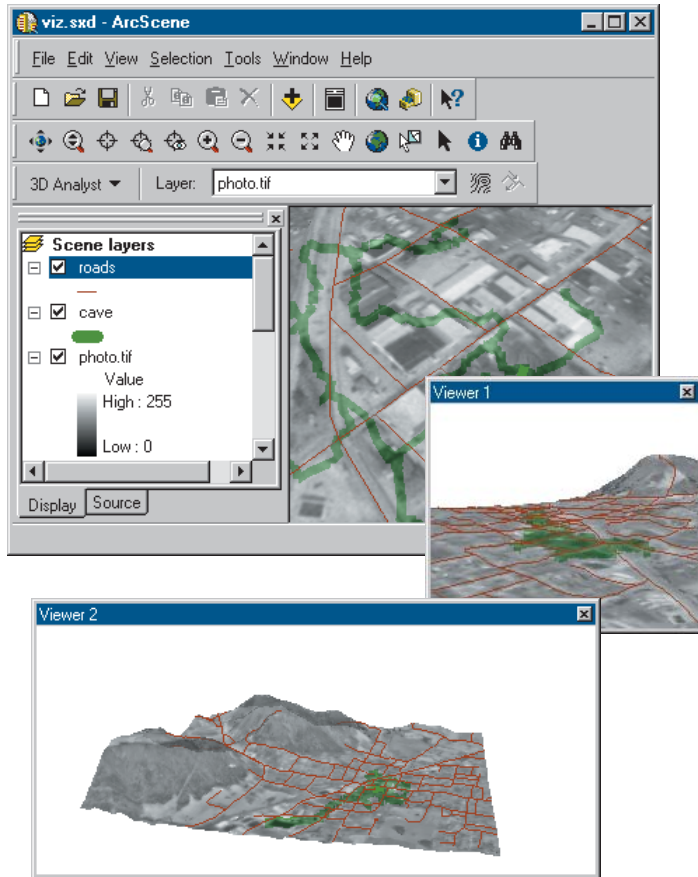 viz.sxd - ArcScene
File Edit View Selection Tools Window Help
3D Analyst Layer: photo.tif
Scene layers
roads
cave
photo.tif
Value
High : 255
Low : 0
Display Source
Viewer 1
Viewer 2